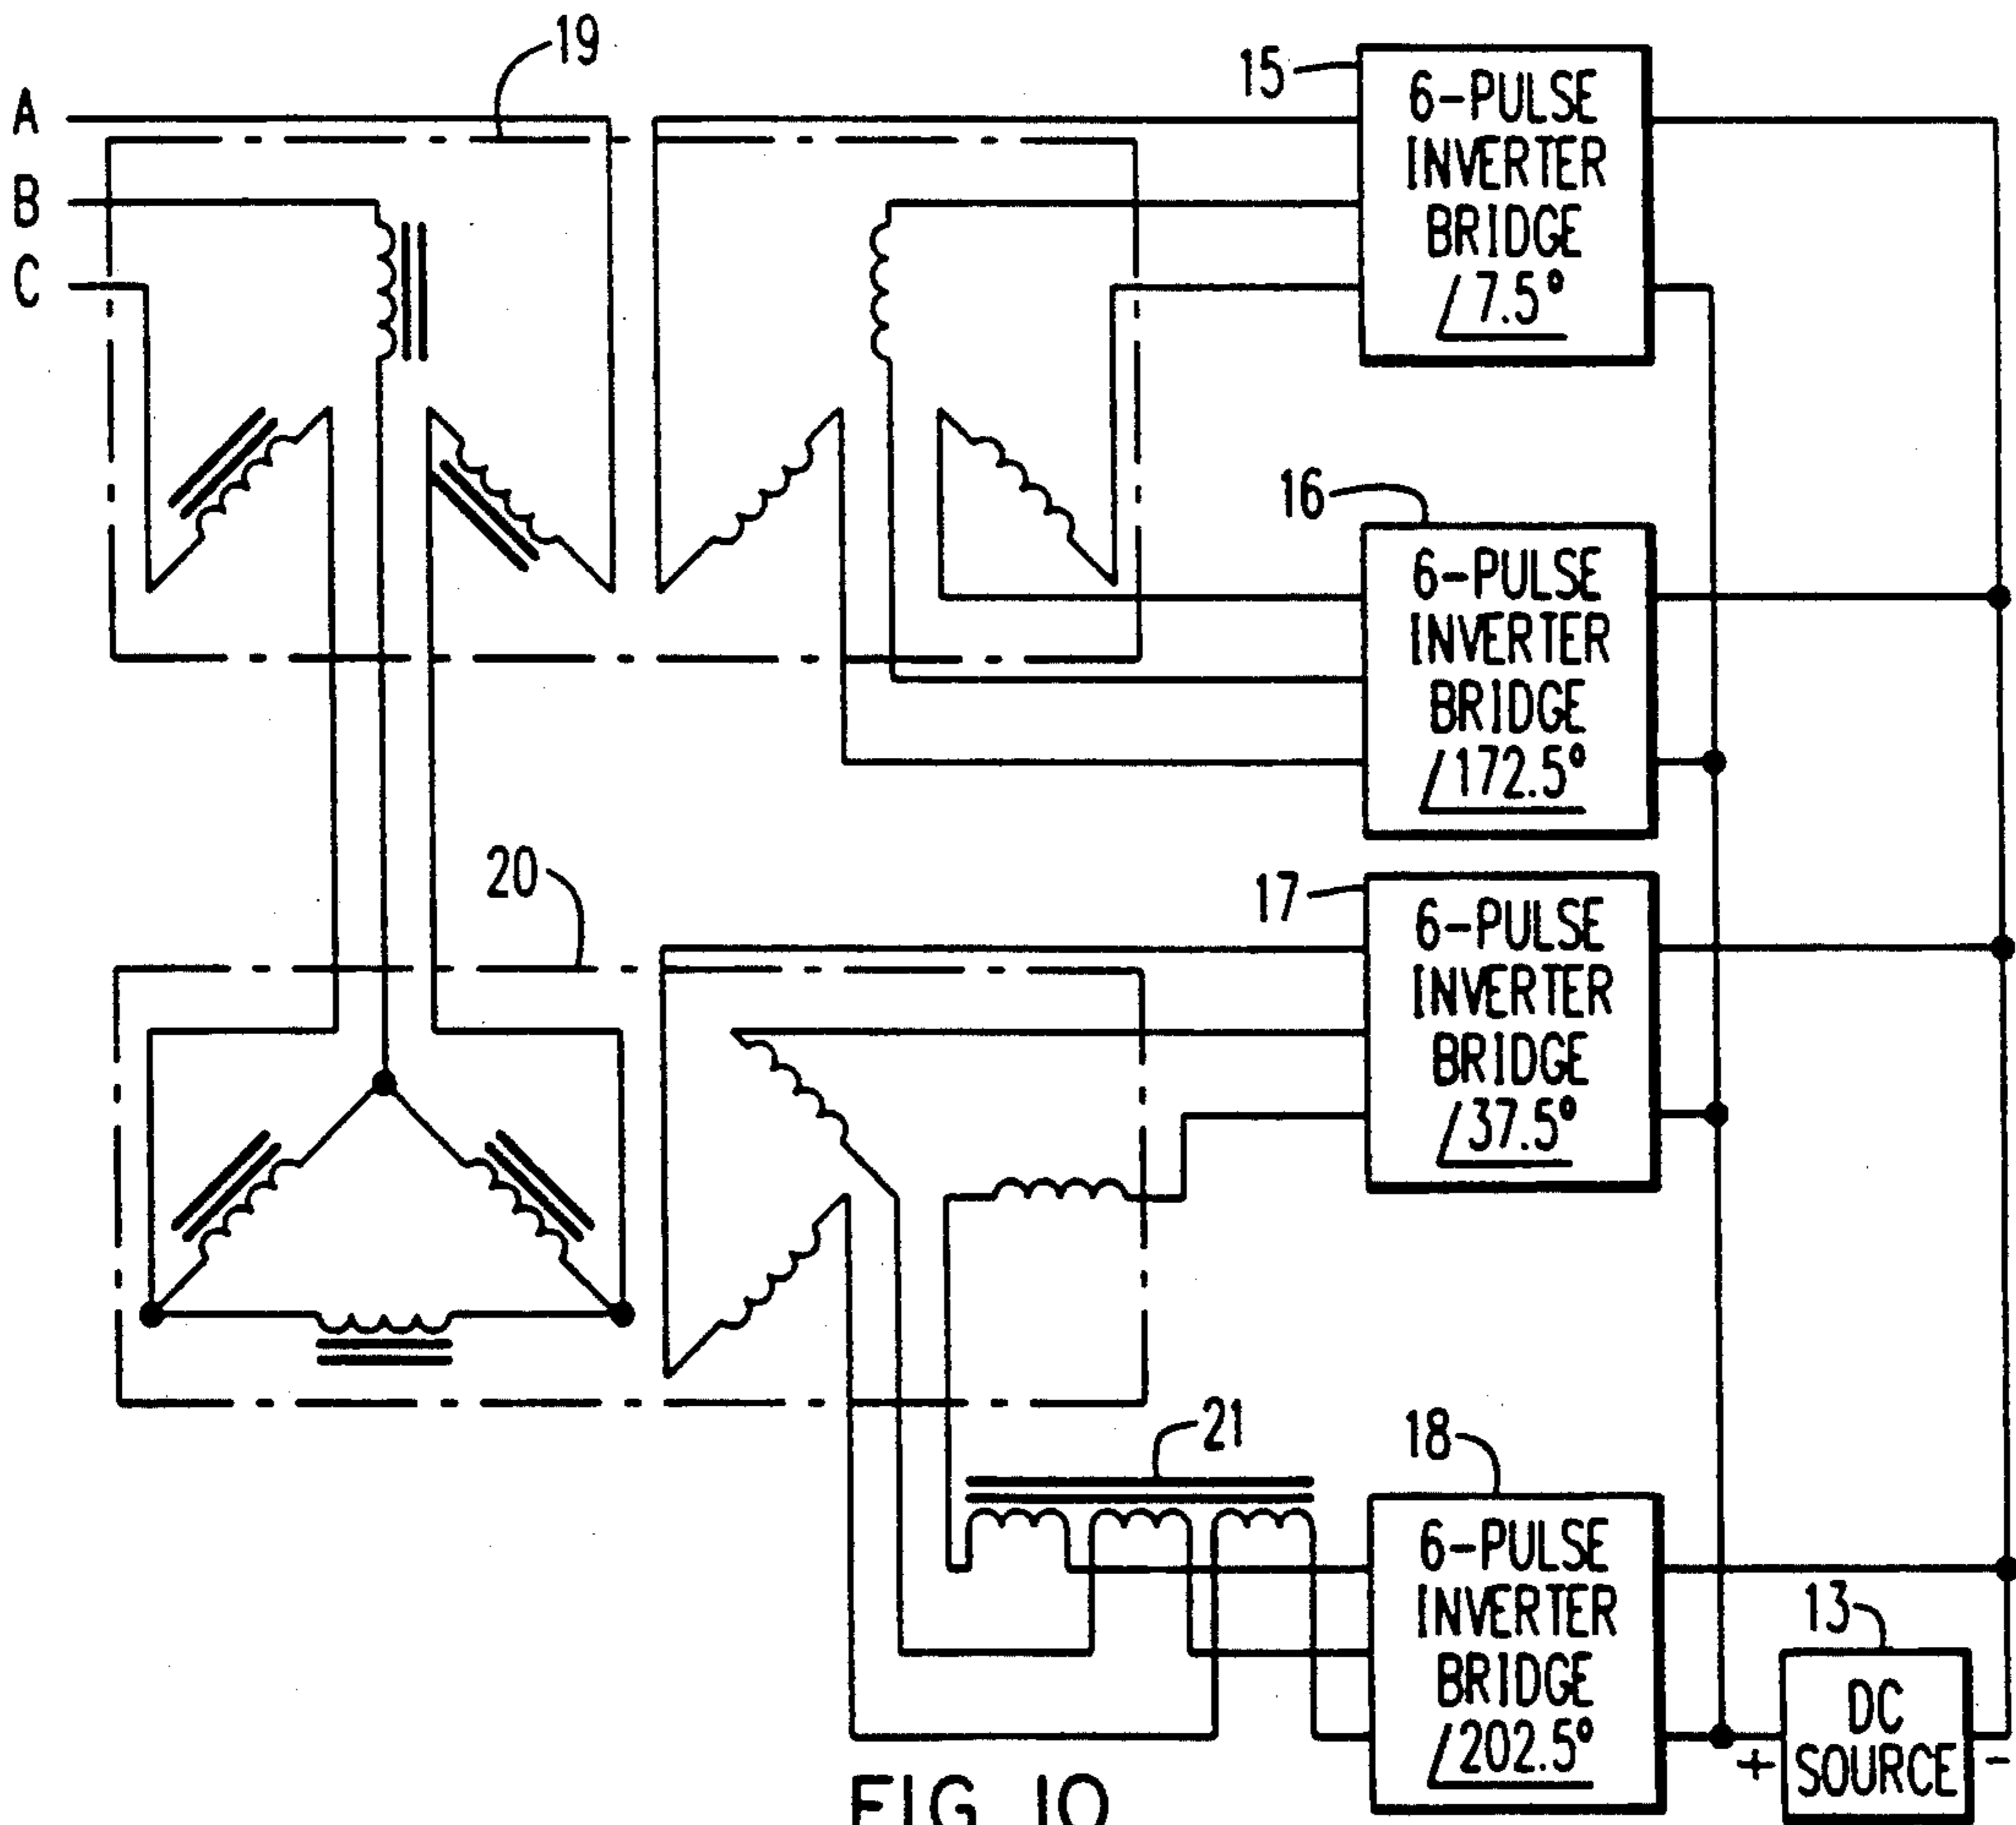 19
15
A
B
C
6-PULSE
INVERTER
BRIDGE
/7.5°
16
6-PULSE
INVERTER
BRIDGE
/172.5°
20
17
6-PULSE
INVERTER
BRIDGE
/37.5°
21
18
6-PULSE
INVERTER
BRIDGE
/202.5°
13
DC
SOURCE
+
-
FIG. 10